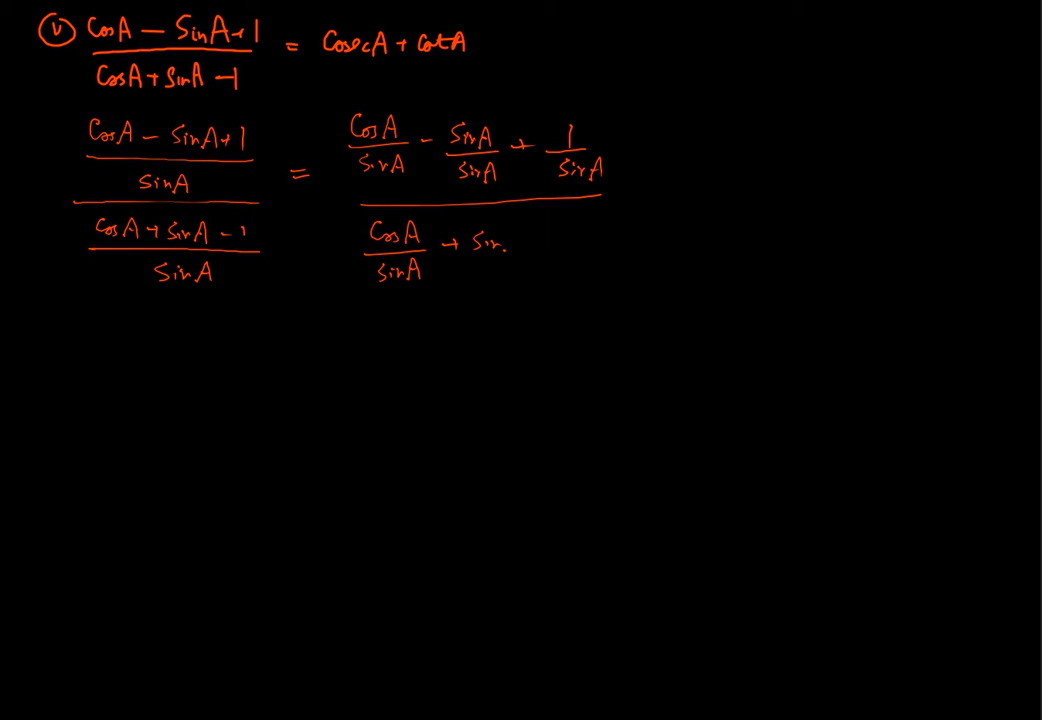 (v) CosA - SinA+1 / CosA + SinA - 1 = CosecA + CotA
CosA - SinA+1 / SinA / CosA + SinA - 1 / SinA = CosA / SinA - SinA / SinA + 1 / SinA / CosA / SinA + Sin